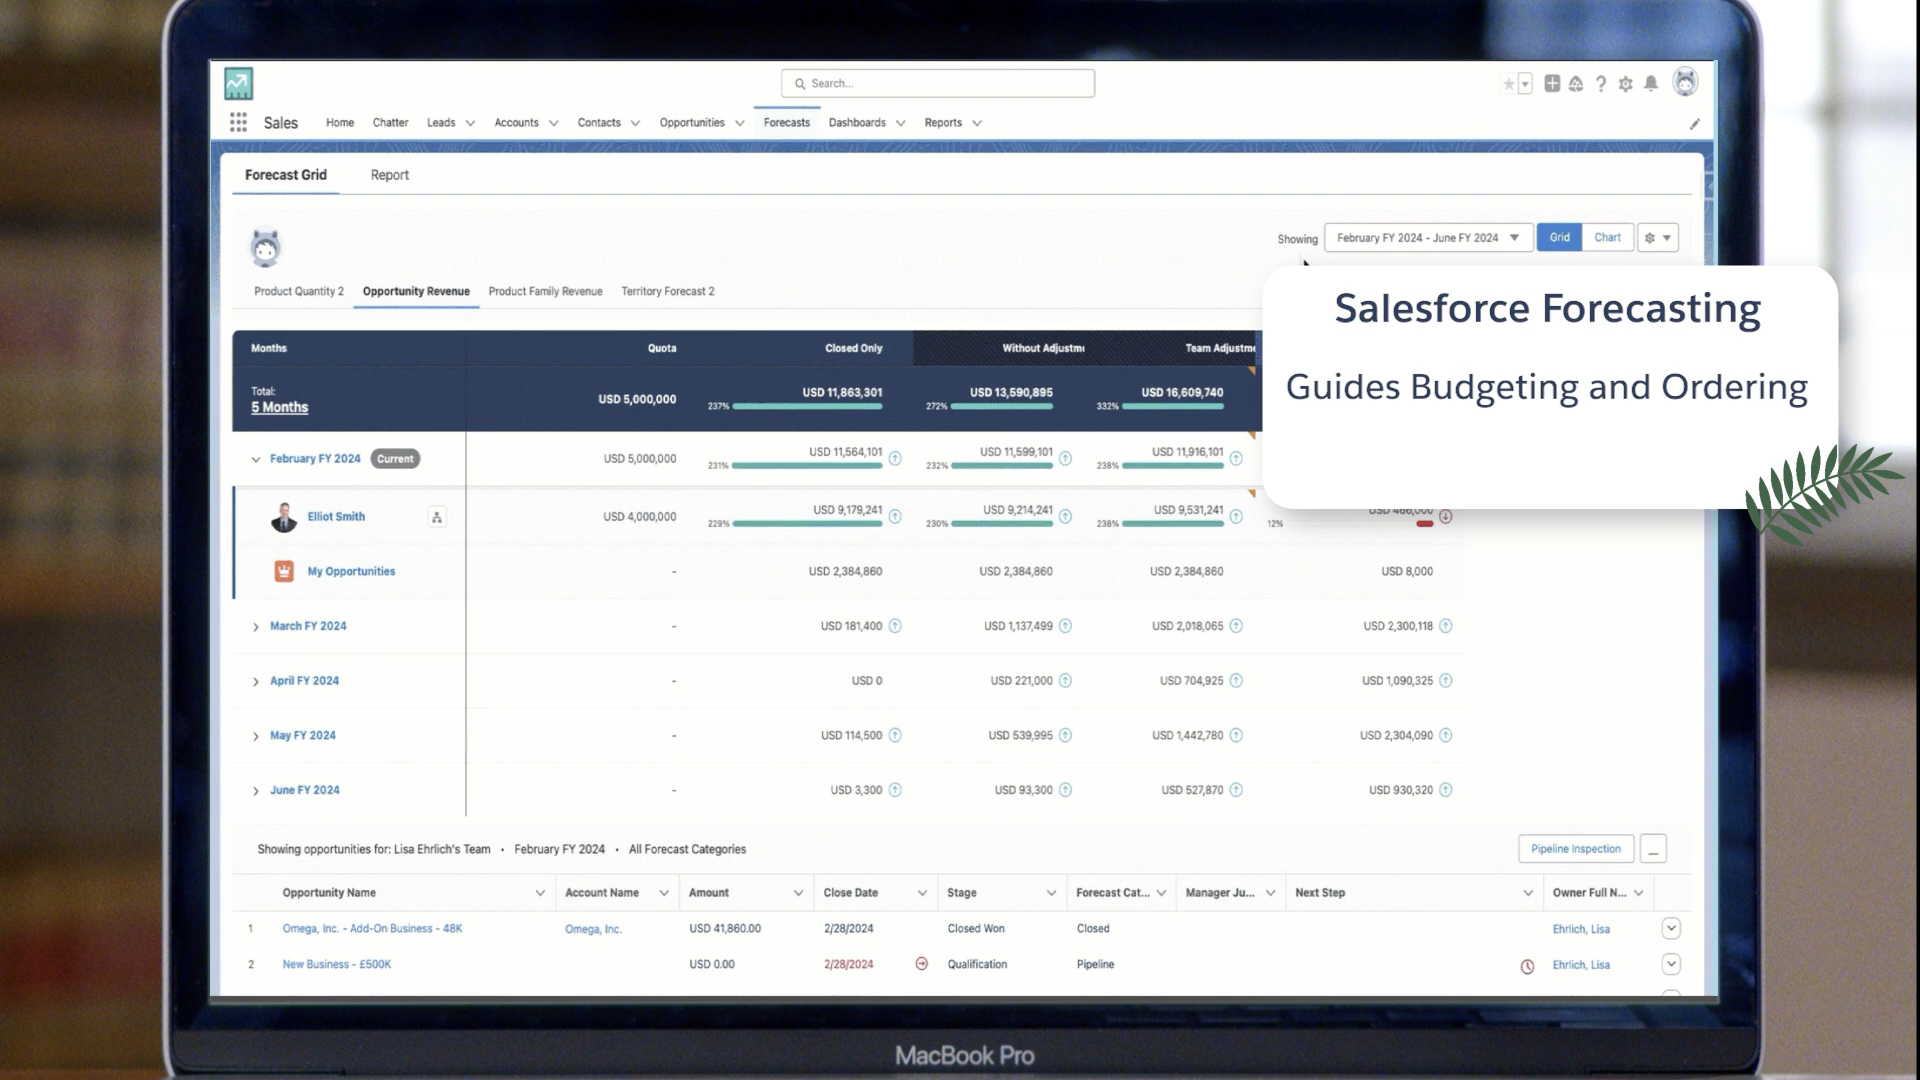 Search...
Sales Home Chatter Leads Accounts Contacts Opportunities Forecasts Dashboards Reports
Forecast Grid Report
Showing February FY 2024 - June FY 2024 Grid Chart
Product Quantity 2 Opportunity Revenue Product Family Revenue Territory Forecast 2
Salesforce Forecasting
Guides Budgeting and Ordering
Months Quota Closed Only Without Adjustme Team Adjustme
Total:
5 Months USD 5,000,000 237% USD 11,863,301 272% USD 13,590,895 332% USD 16,609,740
February FY 2024 Current USD 5,000,000 231% USD 11,564,101 232% USD 11,599,101 238% USD 11,916,101
Elliot Smith USD 4,000,000 229% USD 9,179,241 230% USD 9,214,241 238% USD 9,531,241 12% USD 466,000
My Opportunities - USD 2,384,860 USD 2,384,860 USD 2,384,860 USD 8,000
March FY 2024 - USD 181,400 USD 1,137,499 USD 2,018,065 USD 2,300,118
April FY 2024 - USD 0 USD 221,000 USD 704,925 USD 1,090,325
May FY 2024 - USD 114,500 USD 539,995 USD 1,442,780 USD 2,304,090
June FY 2024 - USD 3,300 USD 93,300 USD 527,870 USD 930,320
Showing opportunities for: Lisa Ehrlich's Team • February FY 2024 • All Forecast Categories Pipeline Inspection
Opportunity Name Account Name Amount Close Date Stage Forecast Cat... Manager Ju... Next Step Owner Full N...
1 Omega, Inc. - Add-On Business - 48K Omega, Inc. USD 41,860.00 2/28/2024 Closed Won Closed Ehrlich, Lisa
2 New Business - £500K USD 0.00 2/28/2024 Qualification Pipeline Ehrlich, Lisa
MacBook Pro